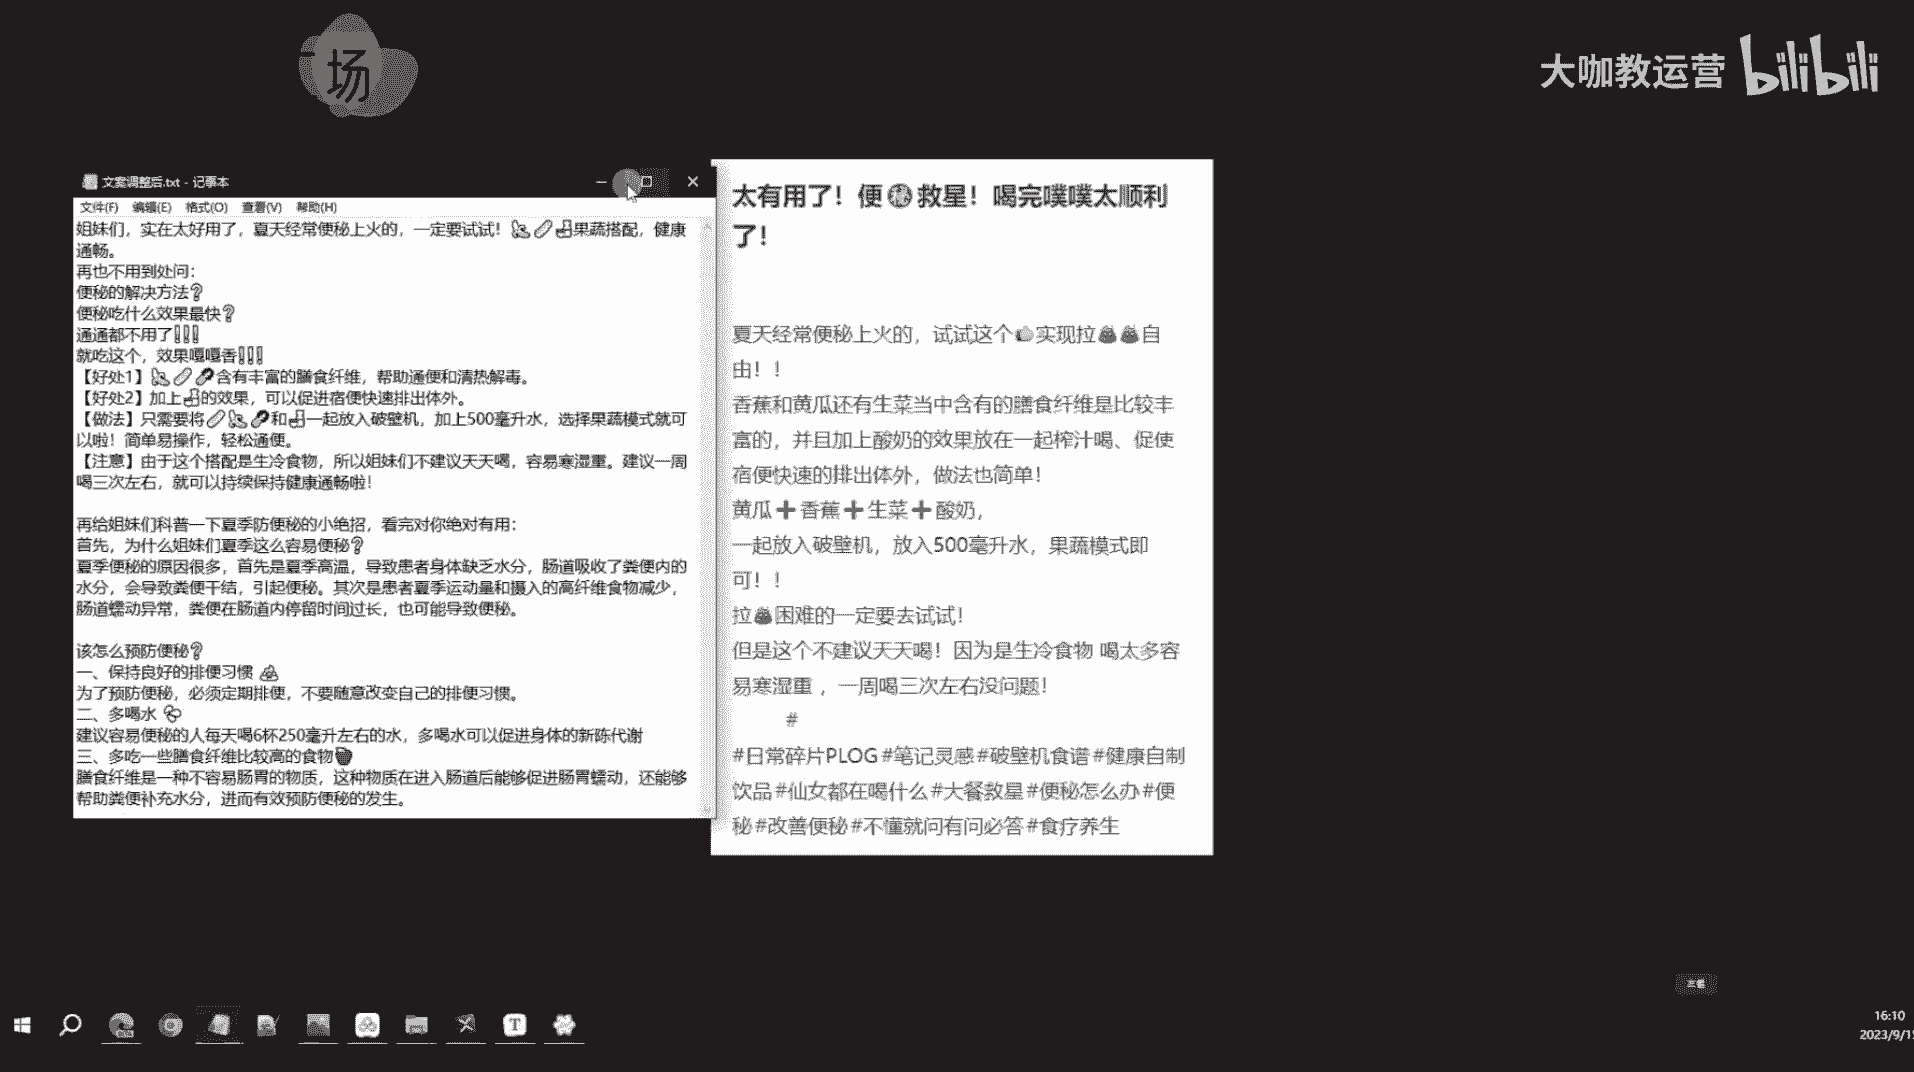 场
大咖教运营 bilibili
文案调整后.txt - 记事本
文件(F) 编辑(E) 格式(O) 查看(V) 帮助(H)
姐妹们，实在太好用了，夏天经常便秘上火的，一定要试试！🍌🥒🥛果蔬搭配，健康
通畅。
再也不用到处问：
便秘的解决方法❓
便秘吃什么效果最快❓
通通都不用了❗❗❗
就吃这个，效果嘎嘎香❗❗❗
【好处1】🍌🥒🥬含有丰富的膳食纤维，帮助通便和清热解毒。
【好处2】加上🥛的效果，可以促进宿便快速排出体外。
【做法】只需要将🥒🍌🥬和🥛一起放入破壁机，加上500毫升水，选择果蔬模式就可
以啦！简单易操作，轻松通便。
【注意】由于这个搭配是生冷食物，所以姐妹们不建议天天喝，容易寒湿重。建议一周
喝三次左右，就可以持续保持健康通畅啦！
再给姐妹们科普一下夏季防便秘的小绝招，看完对你绝对有用：
首先，为什么姐妹们夏季这么容易便秘❓
夏季便秘的原因很多，首先是夏季高温，导致患者身体缺乏水分，肠道吸收了粪便内的
水分，会导致粪便干结，引起便秘。其次是患者夏季运动量和摄入的高纤维食物减少，
肠道蠕动异常，粪便在肠道内停留时间过长，也可能导致便秘。
该怎么预防便秘❓
一、保持良好的排便习惯💩
为了预防便秘，必须定期排便，不要随意改变自己的排便习惯。
二、多喝水
建议容易便秘的人每天喝6杯250毫升左右的水，多喝水可以促进身体的新陈代谢
三、多吃一些膳食纤维比较高的食物
膳食纤维是一种不容易肠胃的物质，这种物质在进入肠道后能够促进肠胃蠕动，还能够
帮助粪便补充水分，进而有效预防便秘的发生。
太有用了！便㊙救星！喝完噗噗太顺利
了！
夏天经常便秘上火的，试试这个👍实现拉💩💩自
由！！
香蕉和黄瓜还有生菜当中含有的膳食纤维是比较丰
富的，并且加上酸奶的效果放在一起榨汁喝、促使
宿便快速的排出体外，做法也简单！
黄瓜➕香蕉➕生菜➕酸奶，
一起放入破壁机，放入500毫升水，果蔬模式即
可！！
拉💩困难的一定要去试试！
但是这个不建议天天喝！因为是生冷食物 喝太多容
易寒湿重 ，一周喝三次左右没问题！
#
#日常碎片PLOG#笔记灵感#破壁机食谱#健康自制
饮品#仙女都在喝什么#大餐救星#便秘怎么办#便
秘#改善便秘#不懂就问有问必答#食疗养生
16:10